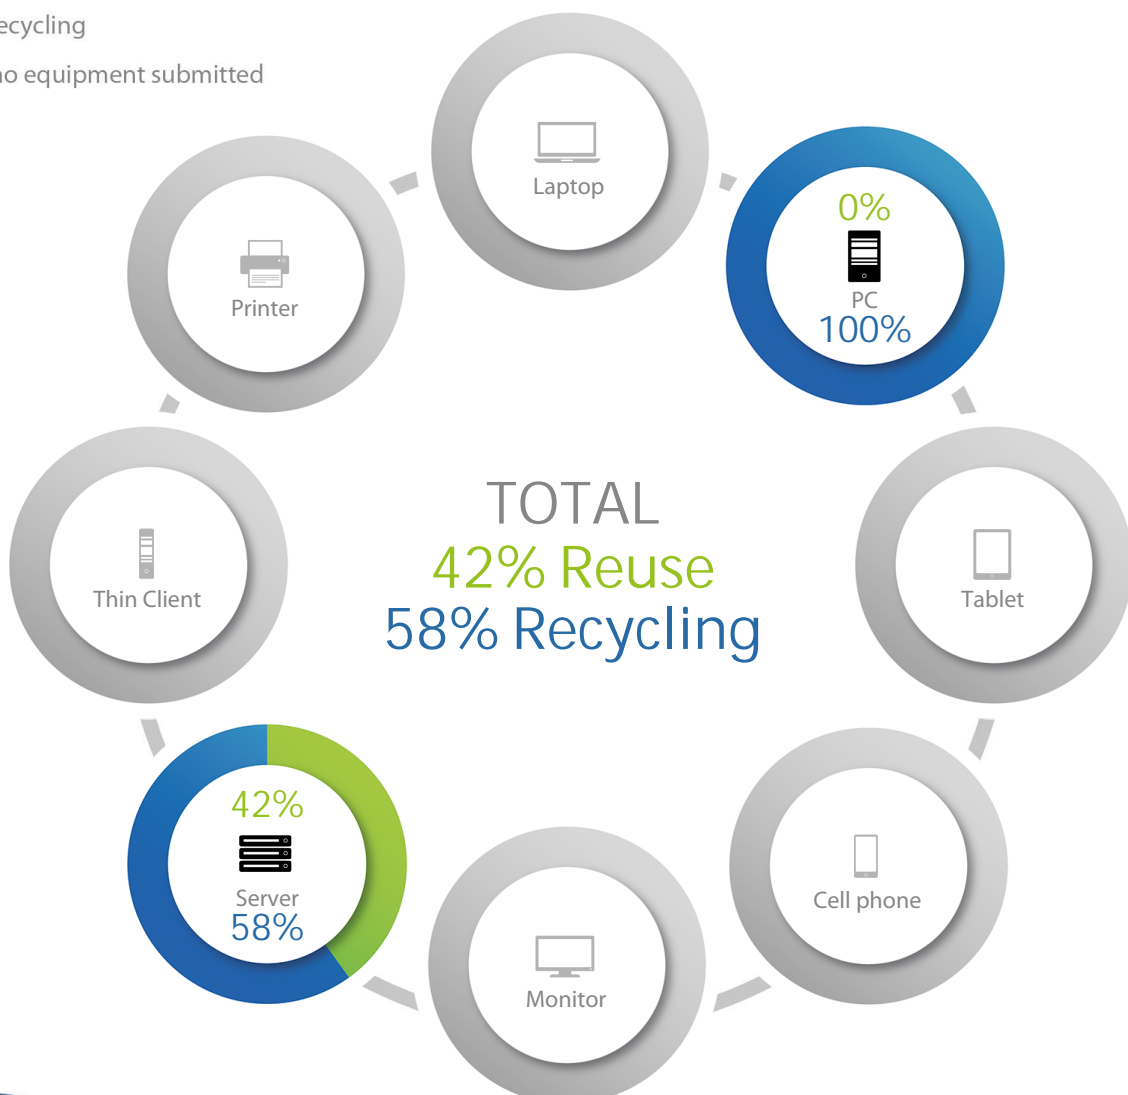 ecycling
no equipment submitted
Laptop
0%
PC
100%
Printer
TOTAL
42% Reuse
58% Recycling
Thin Client
Tablet
42%
Server
58%
Cell phone
Monitor